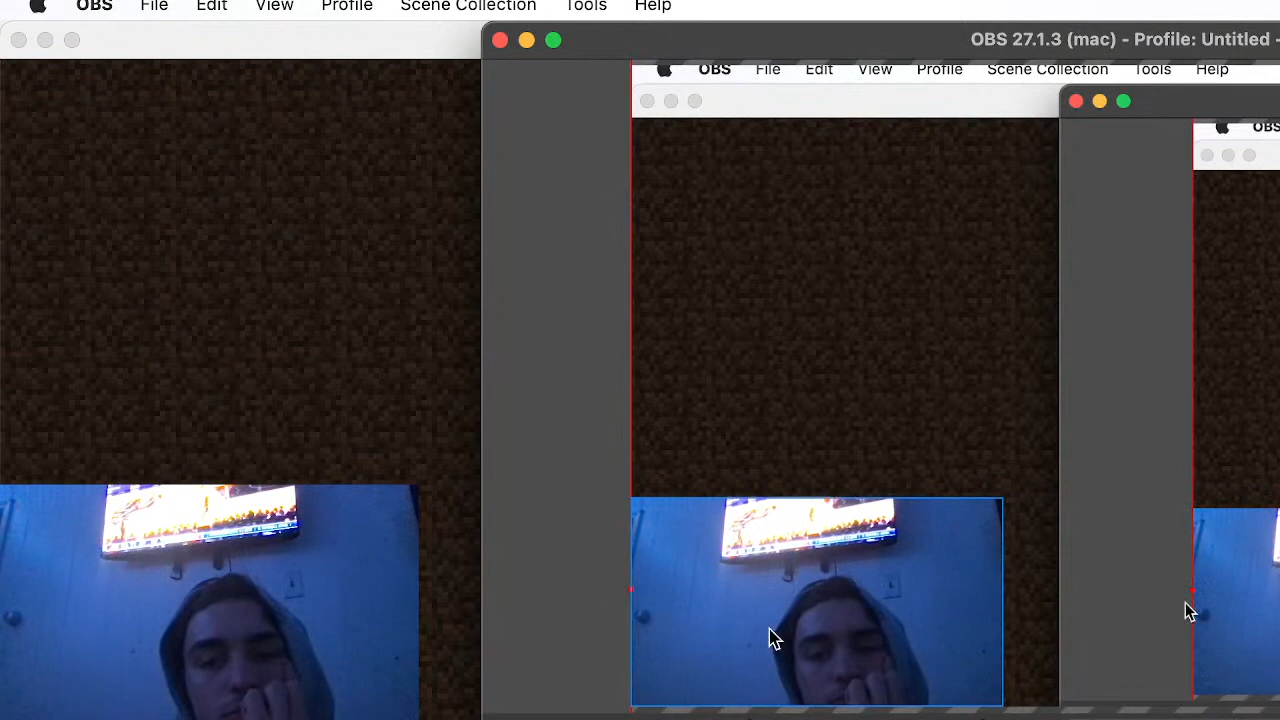 OBS File Edit View Profile Scene Collection Tools Help
OBS 27.1.3 (mac) - Profile: Untitled -
OBS File Edit View Profile Scene Collection Tools Help
OBS